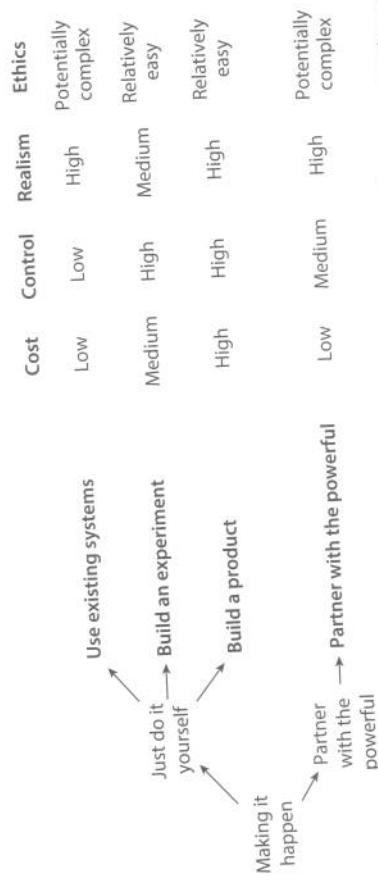 Cost Control Realism Ethics
Use existing systems Low Low High Potentially
complex
Just do it
yourself
Build an experiment Medium High Medium Relatively
easy
Build a product High High High Relatively
easy
Making it
happen
Partner
with the
powerful
Partner with the powerful Low Medium High Potentially
complex